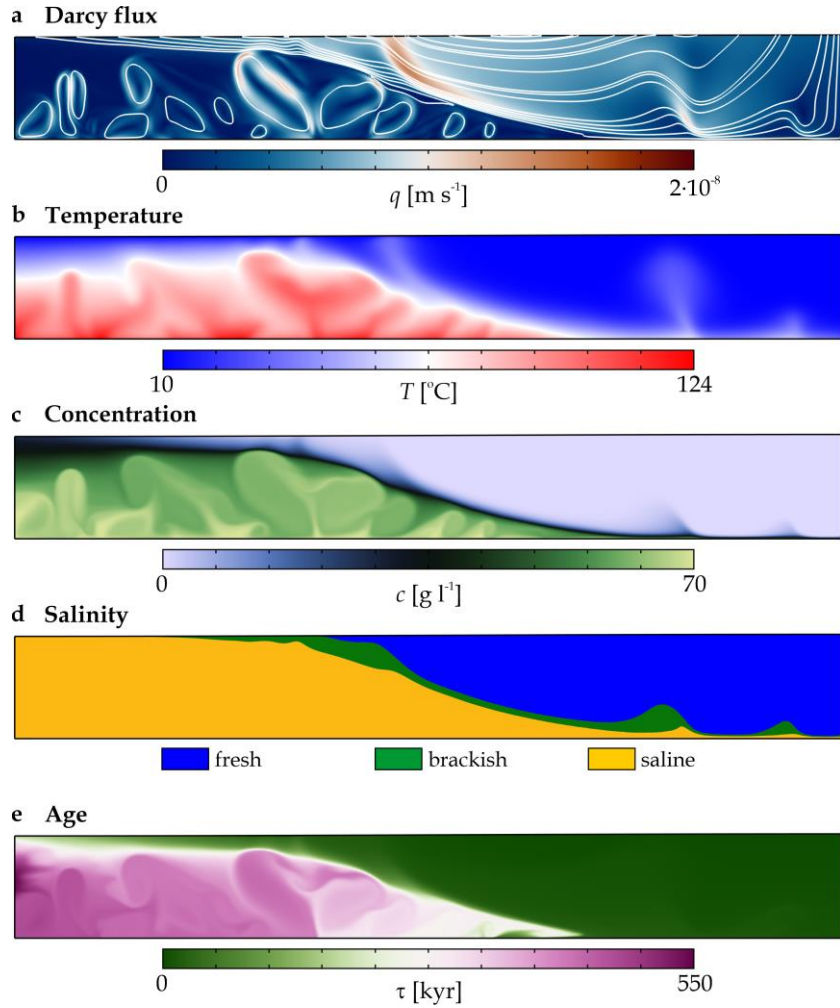 a Darcy flux
0 2·10⁻⁸
q [m s⁻¹]
b Temperature
10 124
T [°C]
c Concentration
0 70
c [g l⁻¹]
d Salinity
fresh brackish saline
e Age
0 550
τ [kyr]